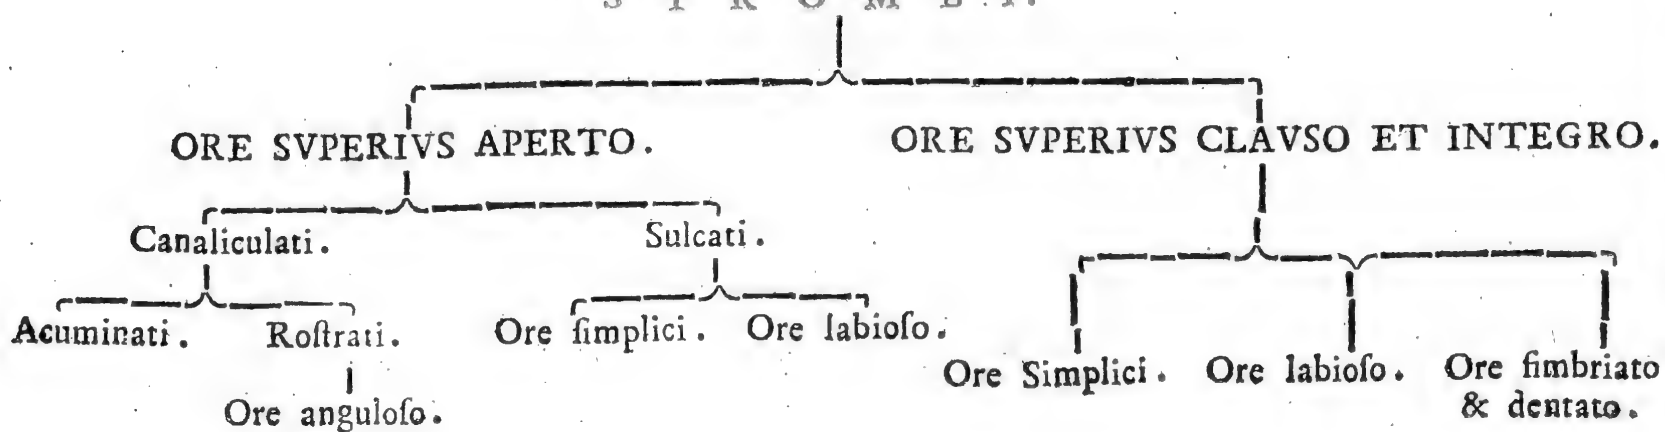 ORE SVPERIVS APERTO.
ORE SVPERIVS CLAVSO ET INTEGRO.
Canaliculati.
Sulcati.
Acuminati.
Roſtrati.
Ore ſimplici.
Ore labioſo.
Ore anguloſo.
Ore Simplici.
Ore labioſo.
Ore fimbriato
& dentato.